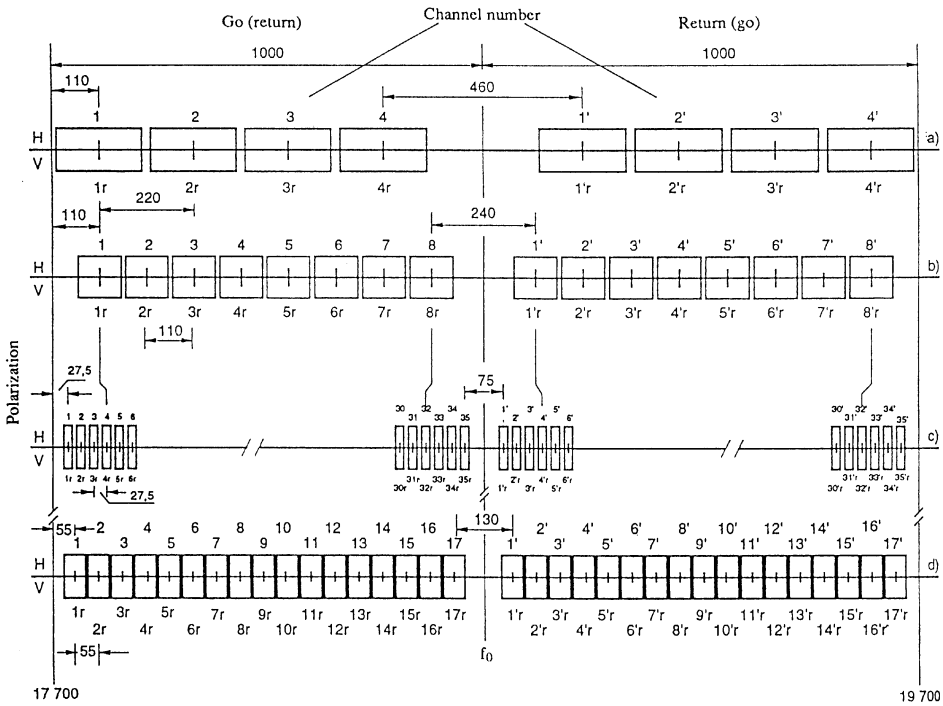 Go (return)
Channel number
Return (go)
1000
1000
110
460
1 2 3 4 1' 2' 3' 4'
H
V
a)
1r 2r 3r 4r 1'r 2'r 3'r 4'r
220
110
240
1 2 3 4 5 6 7 8 1' 2' 3' 4' 5' 6' 7' 8'
H
V
b)
1r 2r 3r 4r 5r 6r 7r 8r 1'r 2'r 3'r 4'r 5'r 6'r 7'r 8'r
110
Polarization
27,5
75
30 32 34 1' 3' 5' 30' 32' 34'
1 2 3 4 5 6 31 33 35 2' 4' 6' 31' 33' 35'
H
V
c)
1r 2r 3r 4r 5r 6r 31r 33r 35r 2'r 4'r 6'r 31'r 33'r 35'r
30r 32r 34r 1'r 3'r 5'r 30'r 32'r 34'r
27,5
55
130
2 4 6 8 10 12 14 16 2' 4' 6' 8' 10' 12' 14' 16'
1 3 5 7 9 11 13 15 17 1' 3' 5' 7' 9' 11' 13' 15' 17'
H
V
d)
1r 3r 5r 7r 9r 11r 13r 15r 17r 1'r 3'r 5'r 7'r 9'r 11'r 13'r 15'r 17'r
2r 4r 6r 8r 10r 12r 14r 16r 2'r 4'r 6'r 8'r 10'r 12'r 14'r 16'r
55
f0
17 700
19 700